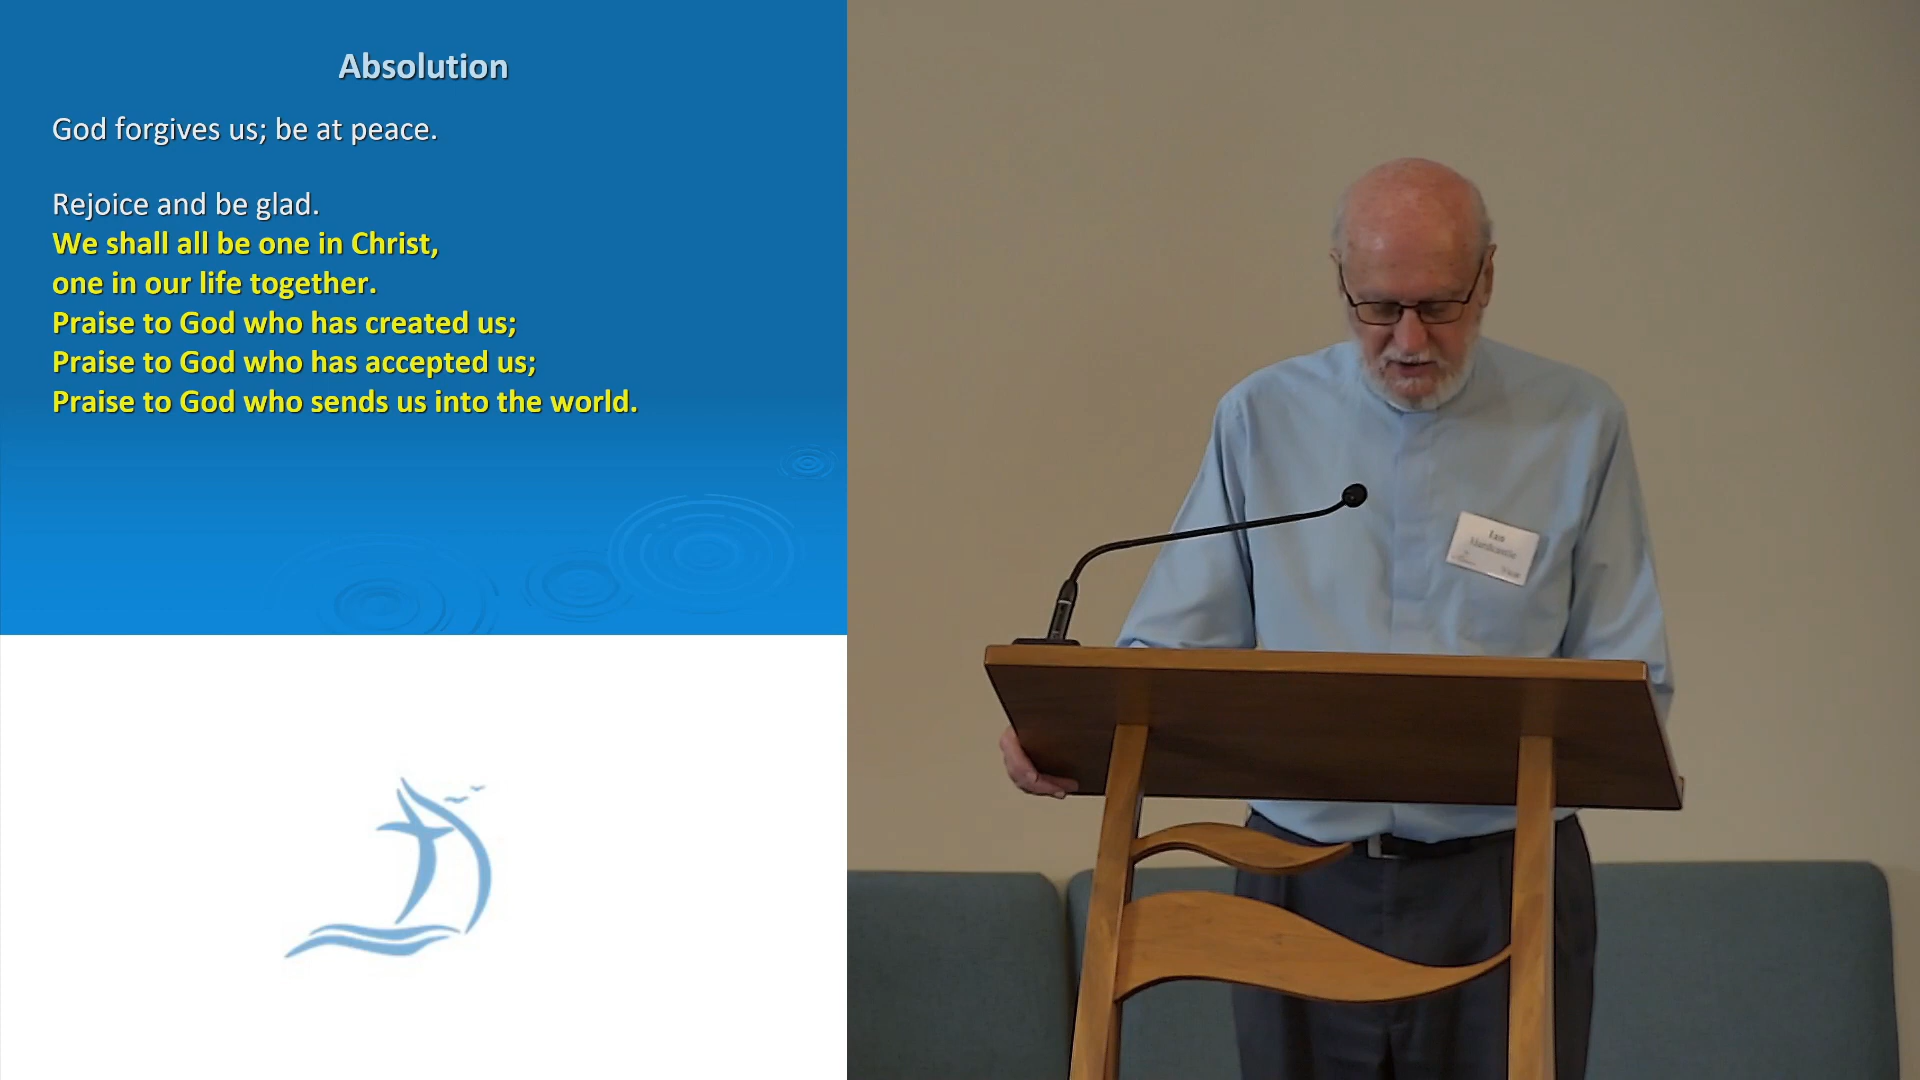 Absolution
God forgives us; be at peace.
Rejoice and be glad.
We shall all be one in Christ,
one in our life together.
Praise to God who has created us;
Praise to God who has accepted us;
Praise to God who sends us into the world.
Ian
Hardcastle